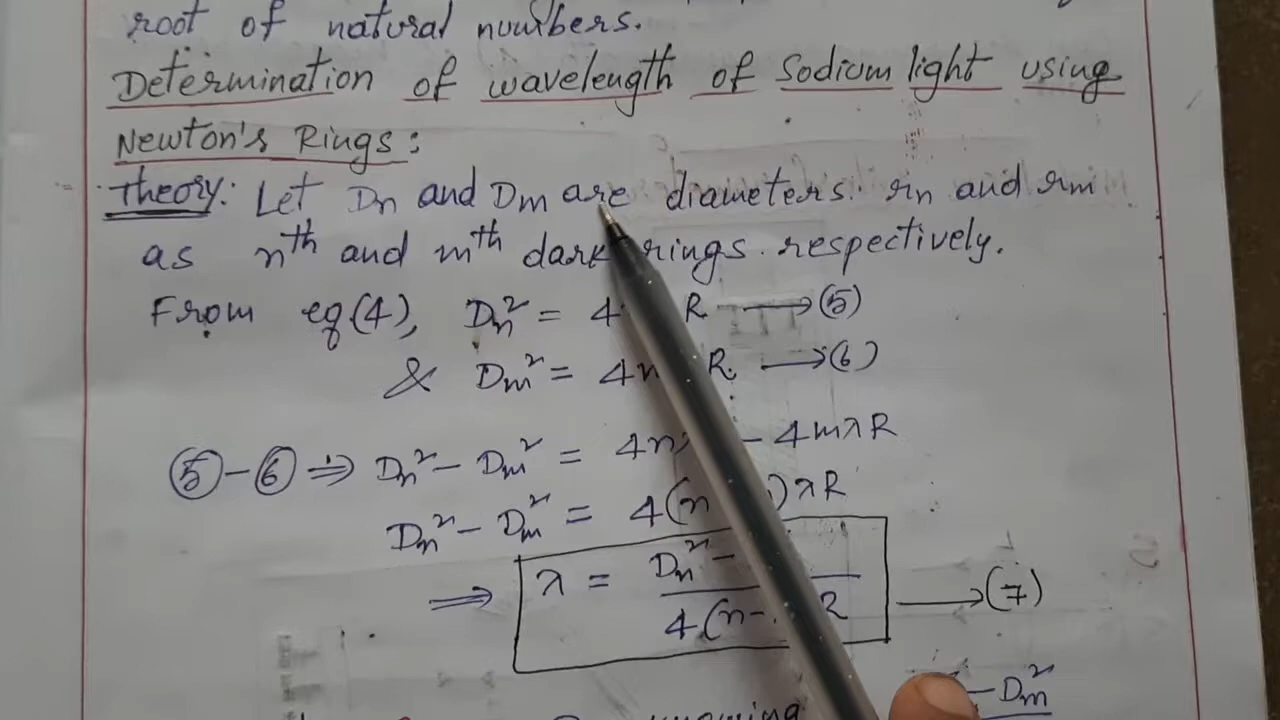 root of natural numbers.
Determination of wavelength of Sodium light using
Newton's Rings:
Theory: Let Dn and Dm are diameters. rn and rm
as nth and mth dark rings. respectively.
From eq(4), Dn² = 4 R → (5)
& Dm² = 4 R → (6)
(5) - (6) ⇒ Dn² - Dm² = 4n - 4mλR
Dn² - Dm² = 4(n )λR
⇒ λ = Dn² - / 4(n- R → (7)
- Dm²